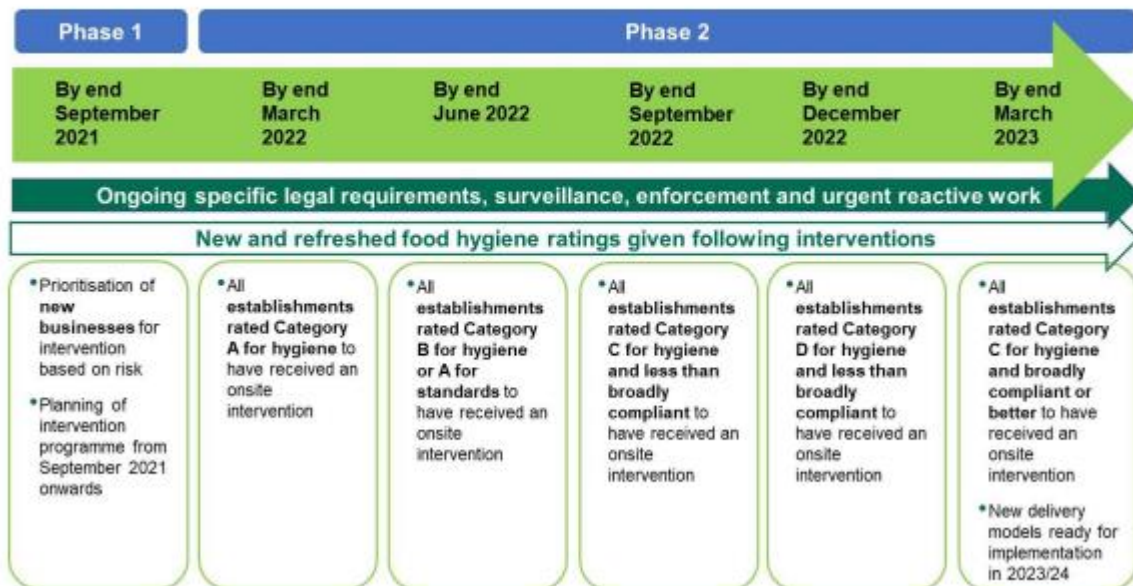 Phase 1
Phase 2
By end
September
2021
By end
March
2022
By end
June 2022
By end
September
2022
By end
December
2022
By end
March
2023
Ongoing specific legal requirements, surveillance, enforcement and urgent reactive work
New and refreshed food hygiene ratings given following interventions
•Prioritisation of
new
businesses for
intervention
based on risk
•Planning of
intervention
programme from
September 2021
onwards
•All
establishments
rated Category
A for hygiene to
have received an
onsite
intervention
•All
establishments
rated Category
B for hygiene
or A for
standards to
have received an
onsite
intervention
•All
establishments
rated Category
C for hygiene
and less than
broadly
compliant to
have received an
onsite
intervention
•All
establishments
rated Category
D for hygiene
and less than
broadly
compliant to
have received an
onsite
intervention
•All
establishments
rated Category
C for hygiene
and broadly
compliant or
better to have
received an
onsite
intervention
•New delivery
models ready for
implementation
in 2023/24